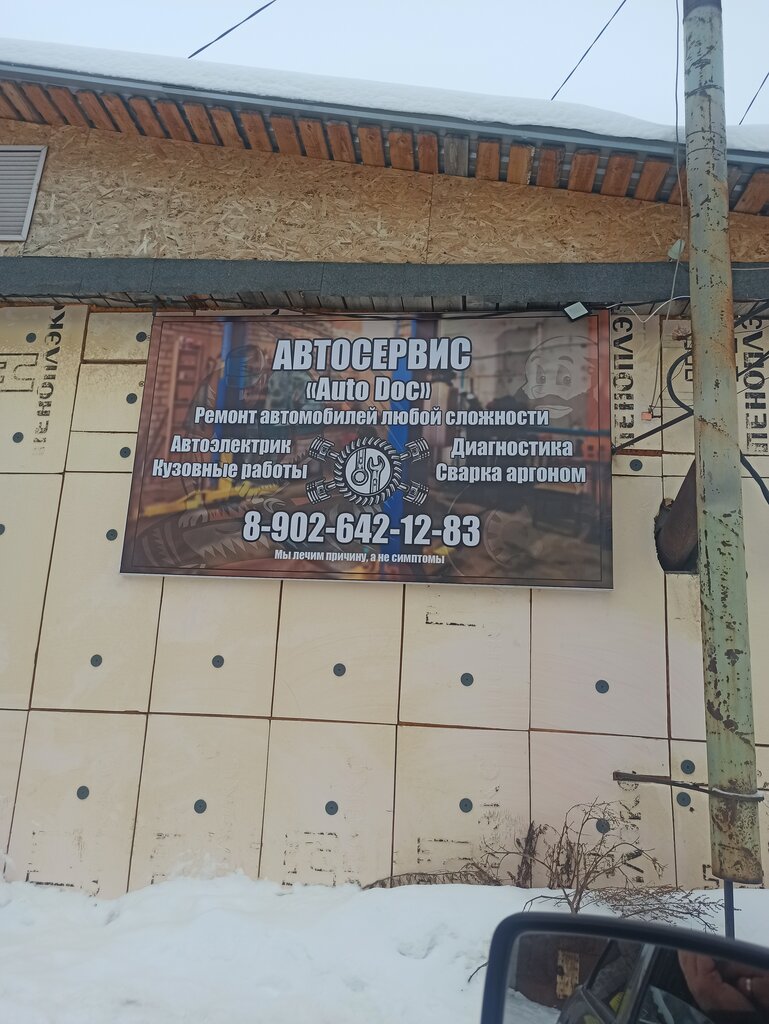 АВТОСЕРВИС
«Auto Doc»
Ремонт автомобилей любой сложности
Автоэлектрик
Диагностика
Кузовные работы
Сварка аргоном
8-902-642-12-83
Мы лечим причину, а не симптомы